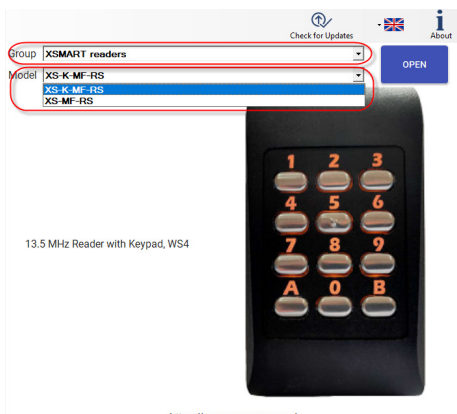 Check for Updates
About
Group XSMART readers
OPEN
Model XS-K-MF-RS
XS-K-MF-RS
XS-MF-RS
1 2 3
4 5 6
7 8 9
A 0 B
13.5 MHz Reader with Keypad, WS4